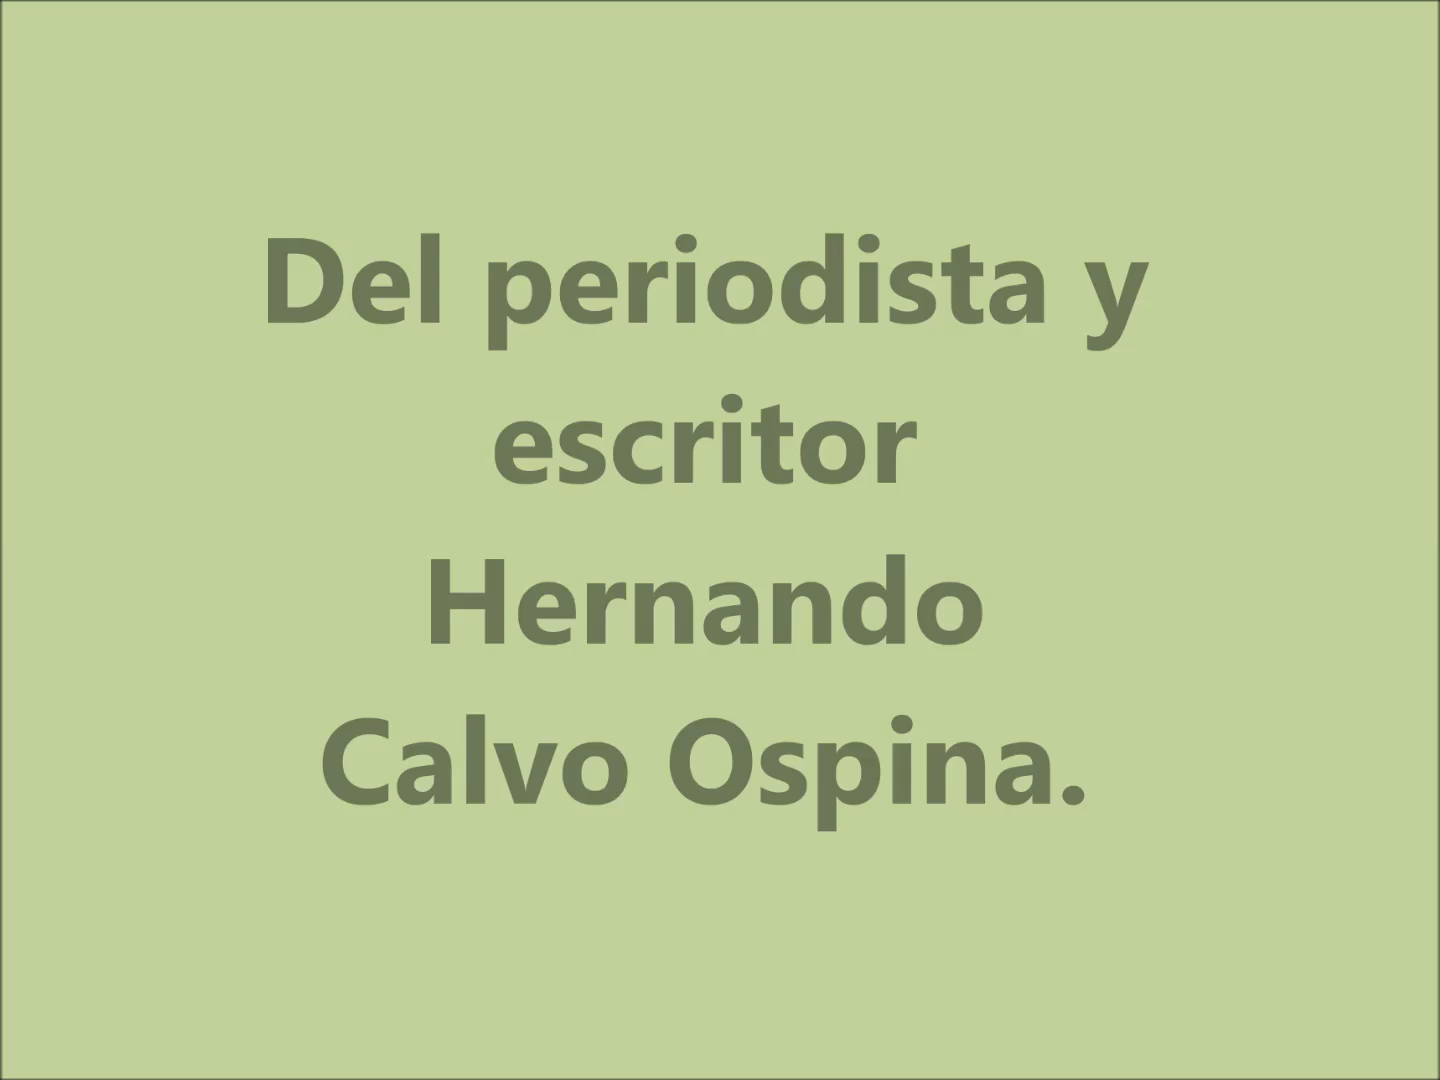 Del periodista y
escritor
Hernando
Calvo Ospina.